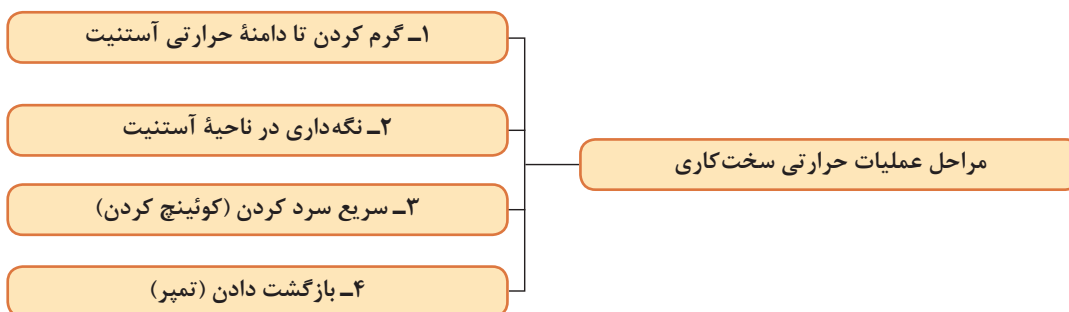 مراحل عملیات حرارتی سخت‌کاری
۱ـ گرم کردن تا دامنهٔ حرارتی آستنیت
۲ـ نگه‌داری در ناحیهٔ آستنیت
۳ـ سریع سرد کردن (کوئینچ کردن)
۴ـ بازگشت دادن (تمپر)